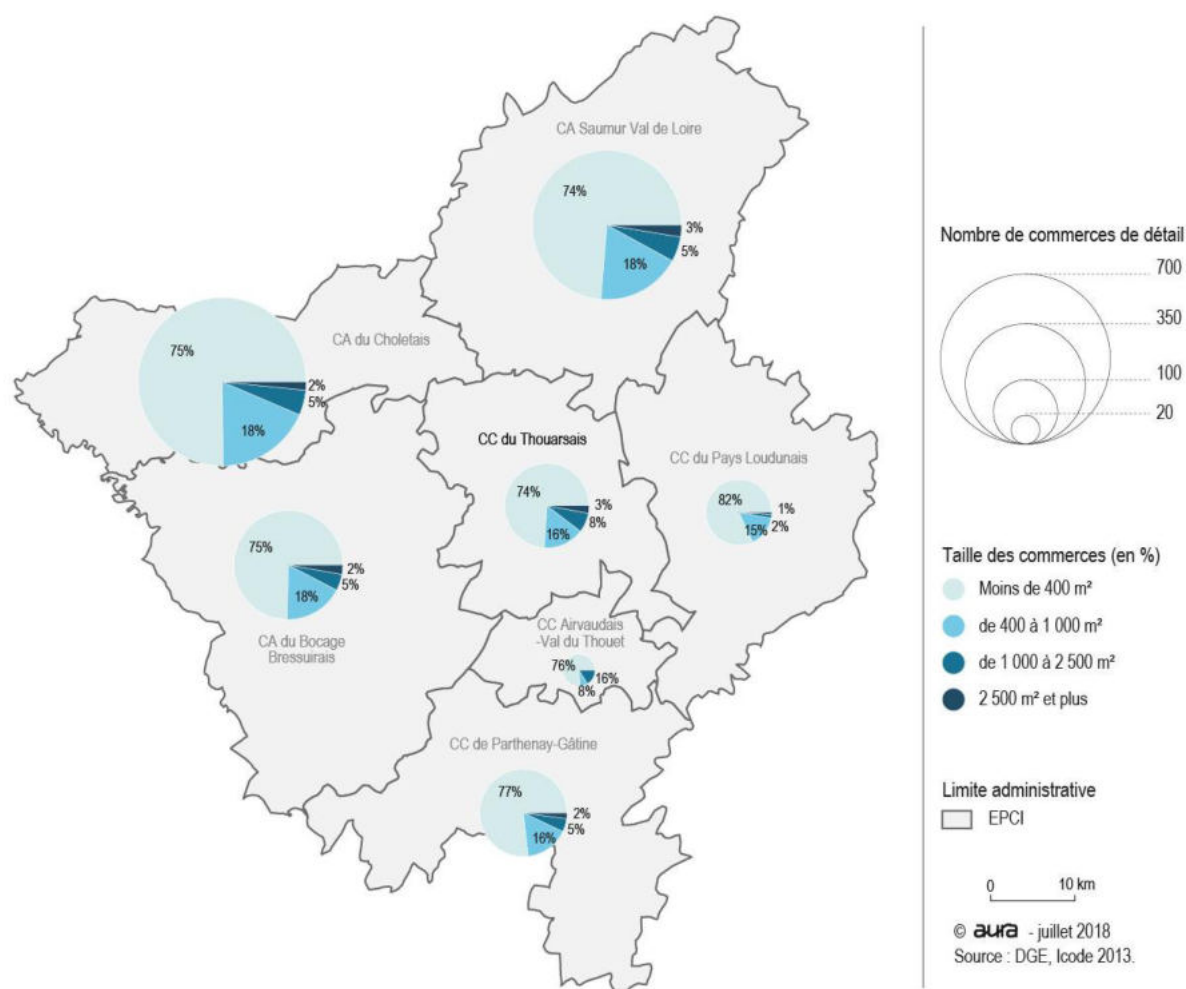 CA Saumur Val de Loire
74%
3%
5%
18%
CA du Choletais
75%
2%
5%
18%
CC du Thouarsais
74%
3%
8%
16%
CC du Pays Loudunais
82%
1%
2%
15%
75%
2%
5%
18%
CA du Bocage
Bressuirais
CC Airvaudais
-Val du Thouet
76%
16%
8%
CC de Parthenay-Gâtine
77%
2%
5%
16%
Nombre de commerces de détail
700
350
100
20
Taille des commerces (en %)
Moins de 400 m²
de 400 à 1 000 m²
de 1 000 à 2 500 m²
2 500 m² et plus
Limite administrative
EPCI
0 10 km
© aura - juillet 2018
Source : DGE, Icode 2013.